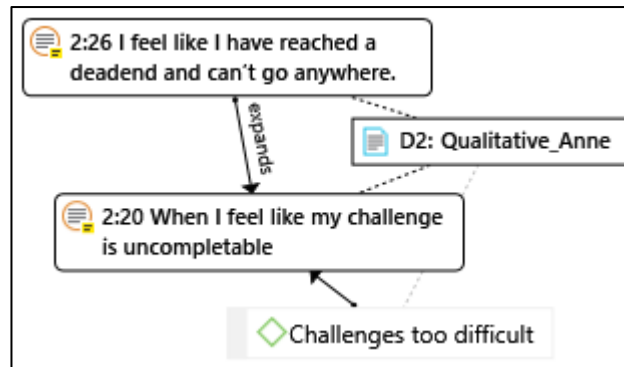 2:26 I feel like I have reached a
deadend and can't go anywhere.
expands
D2: Qualitative_Anne
2:20 When I feel like my challenge
is uncompletable
Challenges too difficult